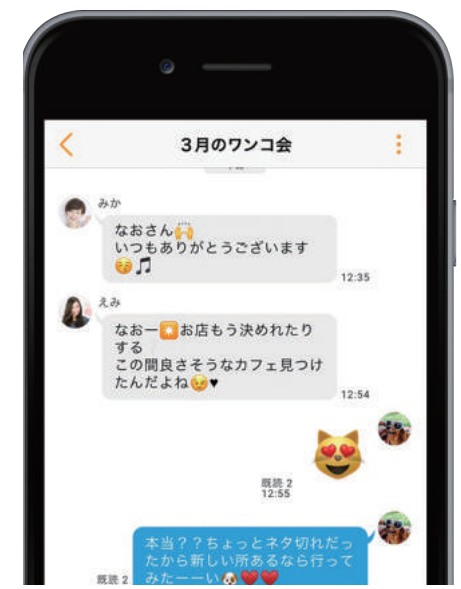 3月のワンコ会
みか
なおさん🙌
いつもありがとうございます
😚🎵
12:35
えみ
なおー💥お店もう決めれたり
する
この間良さそうなカフェ見つけ
たんだよね😣♥
12:54
既読 2
12:55
本当??ちょっとネタ切れだっ
たから新しい所あるなら行って
みたーーい🐶❤❤
既読 2